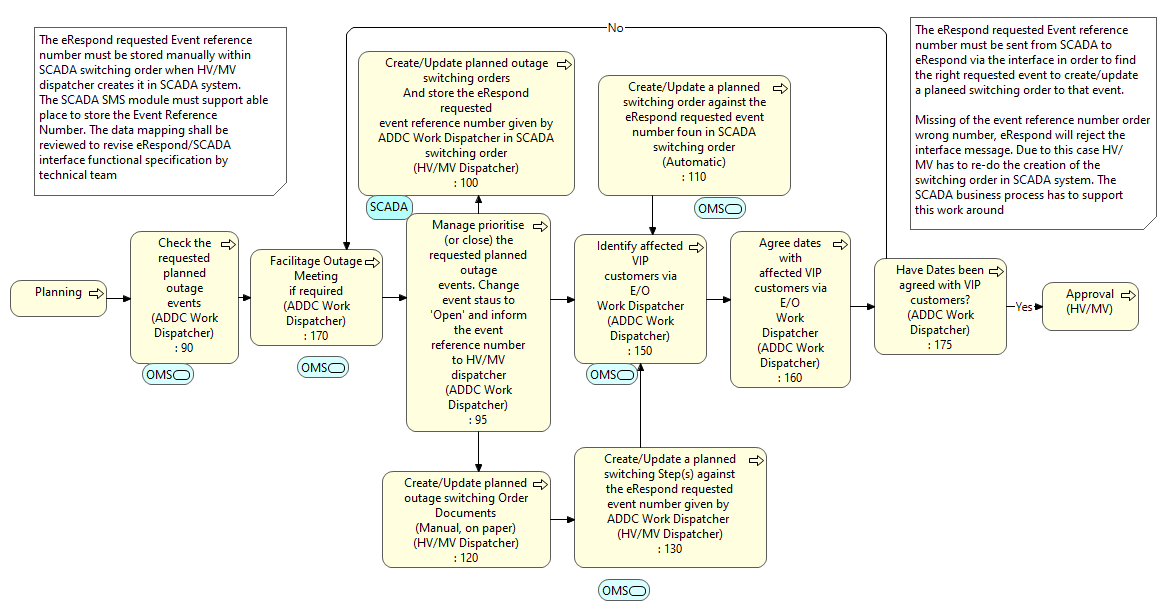 No
The eRespond requested Event reference
number must be stored manually within
SCADA switching order when HV/MV
dispatcher creates it in SCADA system.
The SCADA SMS module must support able
place to store the Event Reference
Number. The data mapping shall be
reviewed to revise eRespond/SCADA
interface functional specification by
technical team
Create/Update planned outage
switching orders
And store the eRespond
requested
event reference number given by
ADDC Work Dispatcher in SCADA
switching order
(HV/MV Dispatcher)
: 100
SCADA
Create/Update a planned
switching order against the
eRespond requested event
number foun in SCADA
switching order
(Automatic)
: 110
OMS
The eRespond requested Event reference
number must be sent from SCADA to
eRespond via the interface in order to find
the right requested event to create/update
a planeed switching order to that event.
Missing of the event reference number order
wrong number, eRespond will reject the
interface message. Due to this case HV/
MV has to re-do the creation of the
switching order in SCADA system. The
SCADA business process has to support
this work around
Planning
Check the
requested
planned
outage
events
(ADDC Work
Dispatcher)
: 90
OMS
Facilitage Outage
Meeting
if required
(ADDC Work
Dispatcher)
: 170
OMS
Manage prioritise
(or close) the
requested planned
outage
events. Change
event staus to
'Open' and inform
the event
reference number
to HV/MV
dispatcher
(ADDC Work
Dispatcher)
: 95
Identify affected
VIP
customers via
E/O
Work Dispatcher
(ADDC Work
Dispatcher)
: 150
OMS
Agree dates
with
affected VIP
customers via
E/O
Work
Dispatcher
(ADDC Work
Dispatcher)
: 160
Have Dates been
agreed with VIP
customers?
(ADDC Work
Dispatcher)
: 175
Yes
Approval
(HV/MV)
Create/Update planned
outage switching Order
Documents
(Manual, on paper)
(HV/MV Dispatcher)
: 120
Create/Update a planned
switching Step(s) against
the eRespond requested
event number given by
ADDC Work Dispatcher
(HV/MV Dispatcher)
: 130
OMS